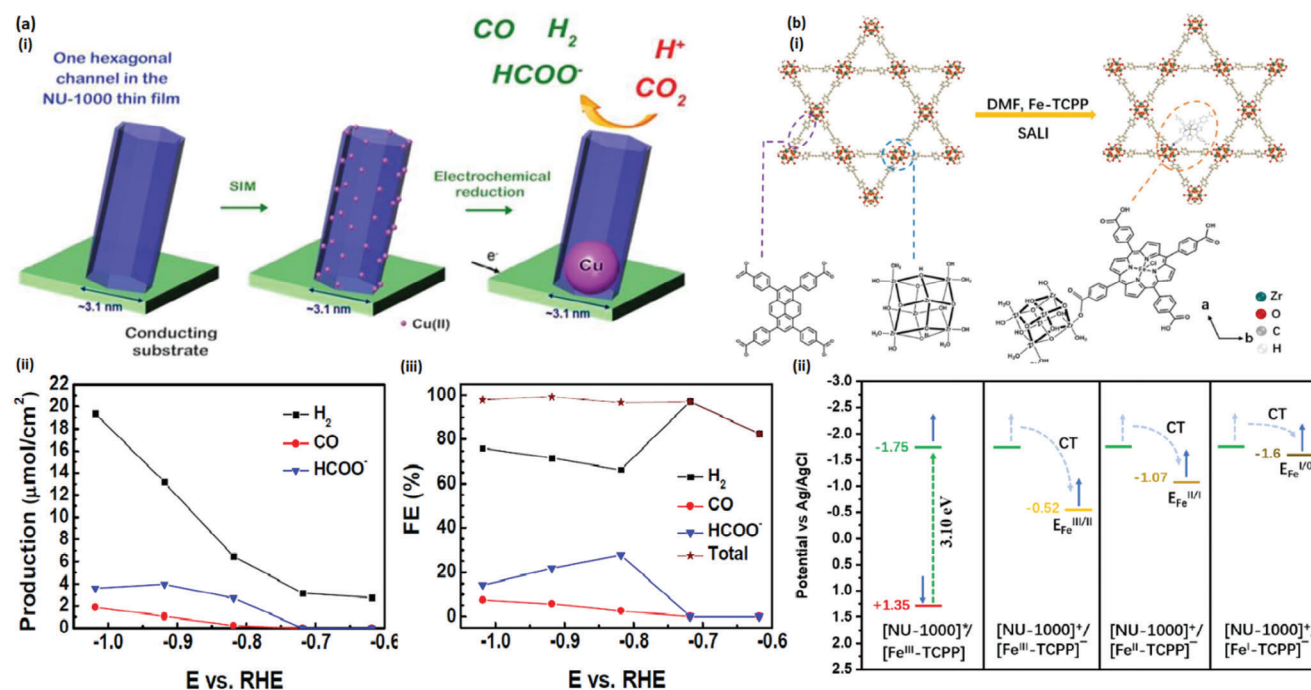 (a)
(i)
One hexagonal
channel in the
NU-1000 thin film
SIM
Electrochemical
reduction
CO H₂
HCOO⁻
H⁺
CO₂
e⁻
Cu
~3.1 nm
~3.1 nm
~3.1 nm
Conducting
substrate
Cu(II)
(ii)
Production (μmol/cm²)
22
20
18
16
14
12
10
8
6
4
2
0
H₂
CO
HCOO⁻
-1.0 -0.9 -0.8 -0.7 -0.6
E vs. RHE
(iii)
FE (%)
100
80
60
40
20
0
H₂
CO
HCOO⁻
Total
-1.0 -0.9 -0.8 -0.7 -0.6
E vs. RHE
(b)
(i)
DMF, Fe-TCPP
SALI
Zr
O
C
H
a
b
(ii)
Potential vs Ag/AgCl
-3.0
-2.5
-2.0
-1.5
-1.0
-0.5
0.0
0.5
1.0
1.5
2.0
2.5
-1.75
3.10 eV
+1.35
[NU-1000]*/
[Feᴵᴵᴵ-TCPP]
CT
-0.52
E Feᴵᴵᴵ/ᴵᴵ
[NU-1000]⁺/
[Feᴵᴵᴵ-TCPP]⁻
CT
-1.07
E Feᴵᴵ/ᴵ
[NU-1000]⁺/
[Feᴵᴵ-TCPP]⁻
CT
-1.6
E Feᴵ/⁰
[NU-1000]⁺
[Feᴵ-TCPP]⁻